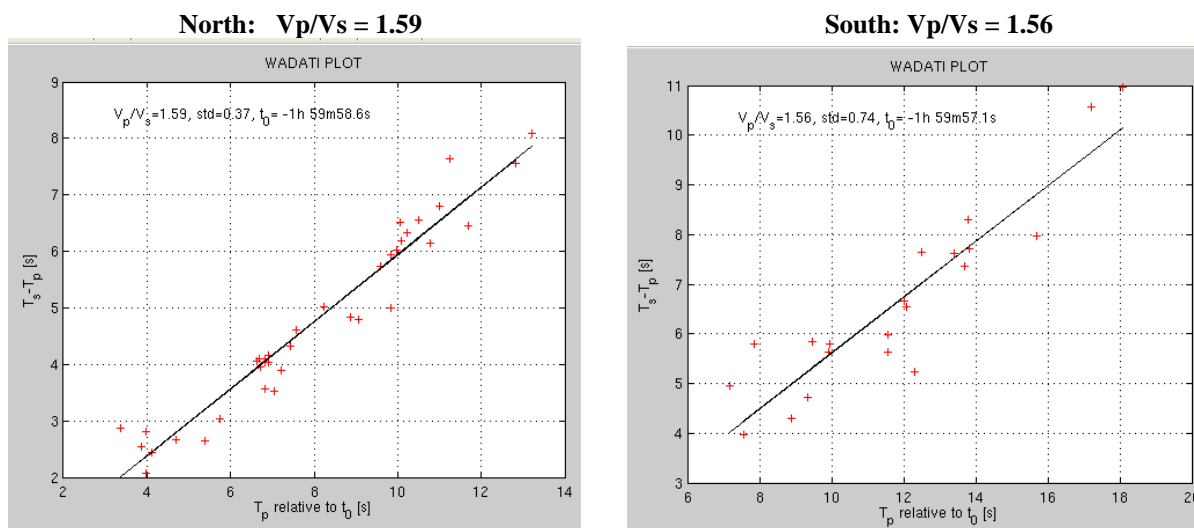 North: Vp/Vs = 1.59
WADATI PLOT
Vp/Vs=1.59, std=0.37, t0= -1h 59m58.6s
9
8
7
6
5
4
3
2
Ts-Tp [s]
2 4 6 8 10 12 14
Tp relative to t0 [s]
South: Vp/Vs = 1.56
WADATI PLOT
Vp/Vs=1.56, std=0.74, t0= -1h 59m57.1s
11
10
9
8
7
6
5
4
3
Ts-Tp [s]
6 8 10 12 14 16 18 20
Tp relative to t0 [s]